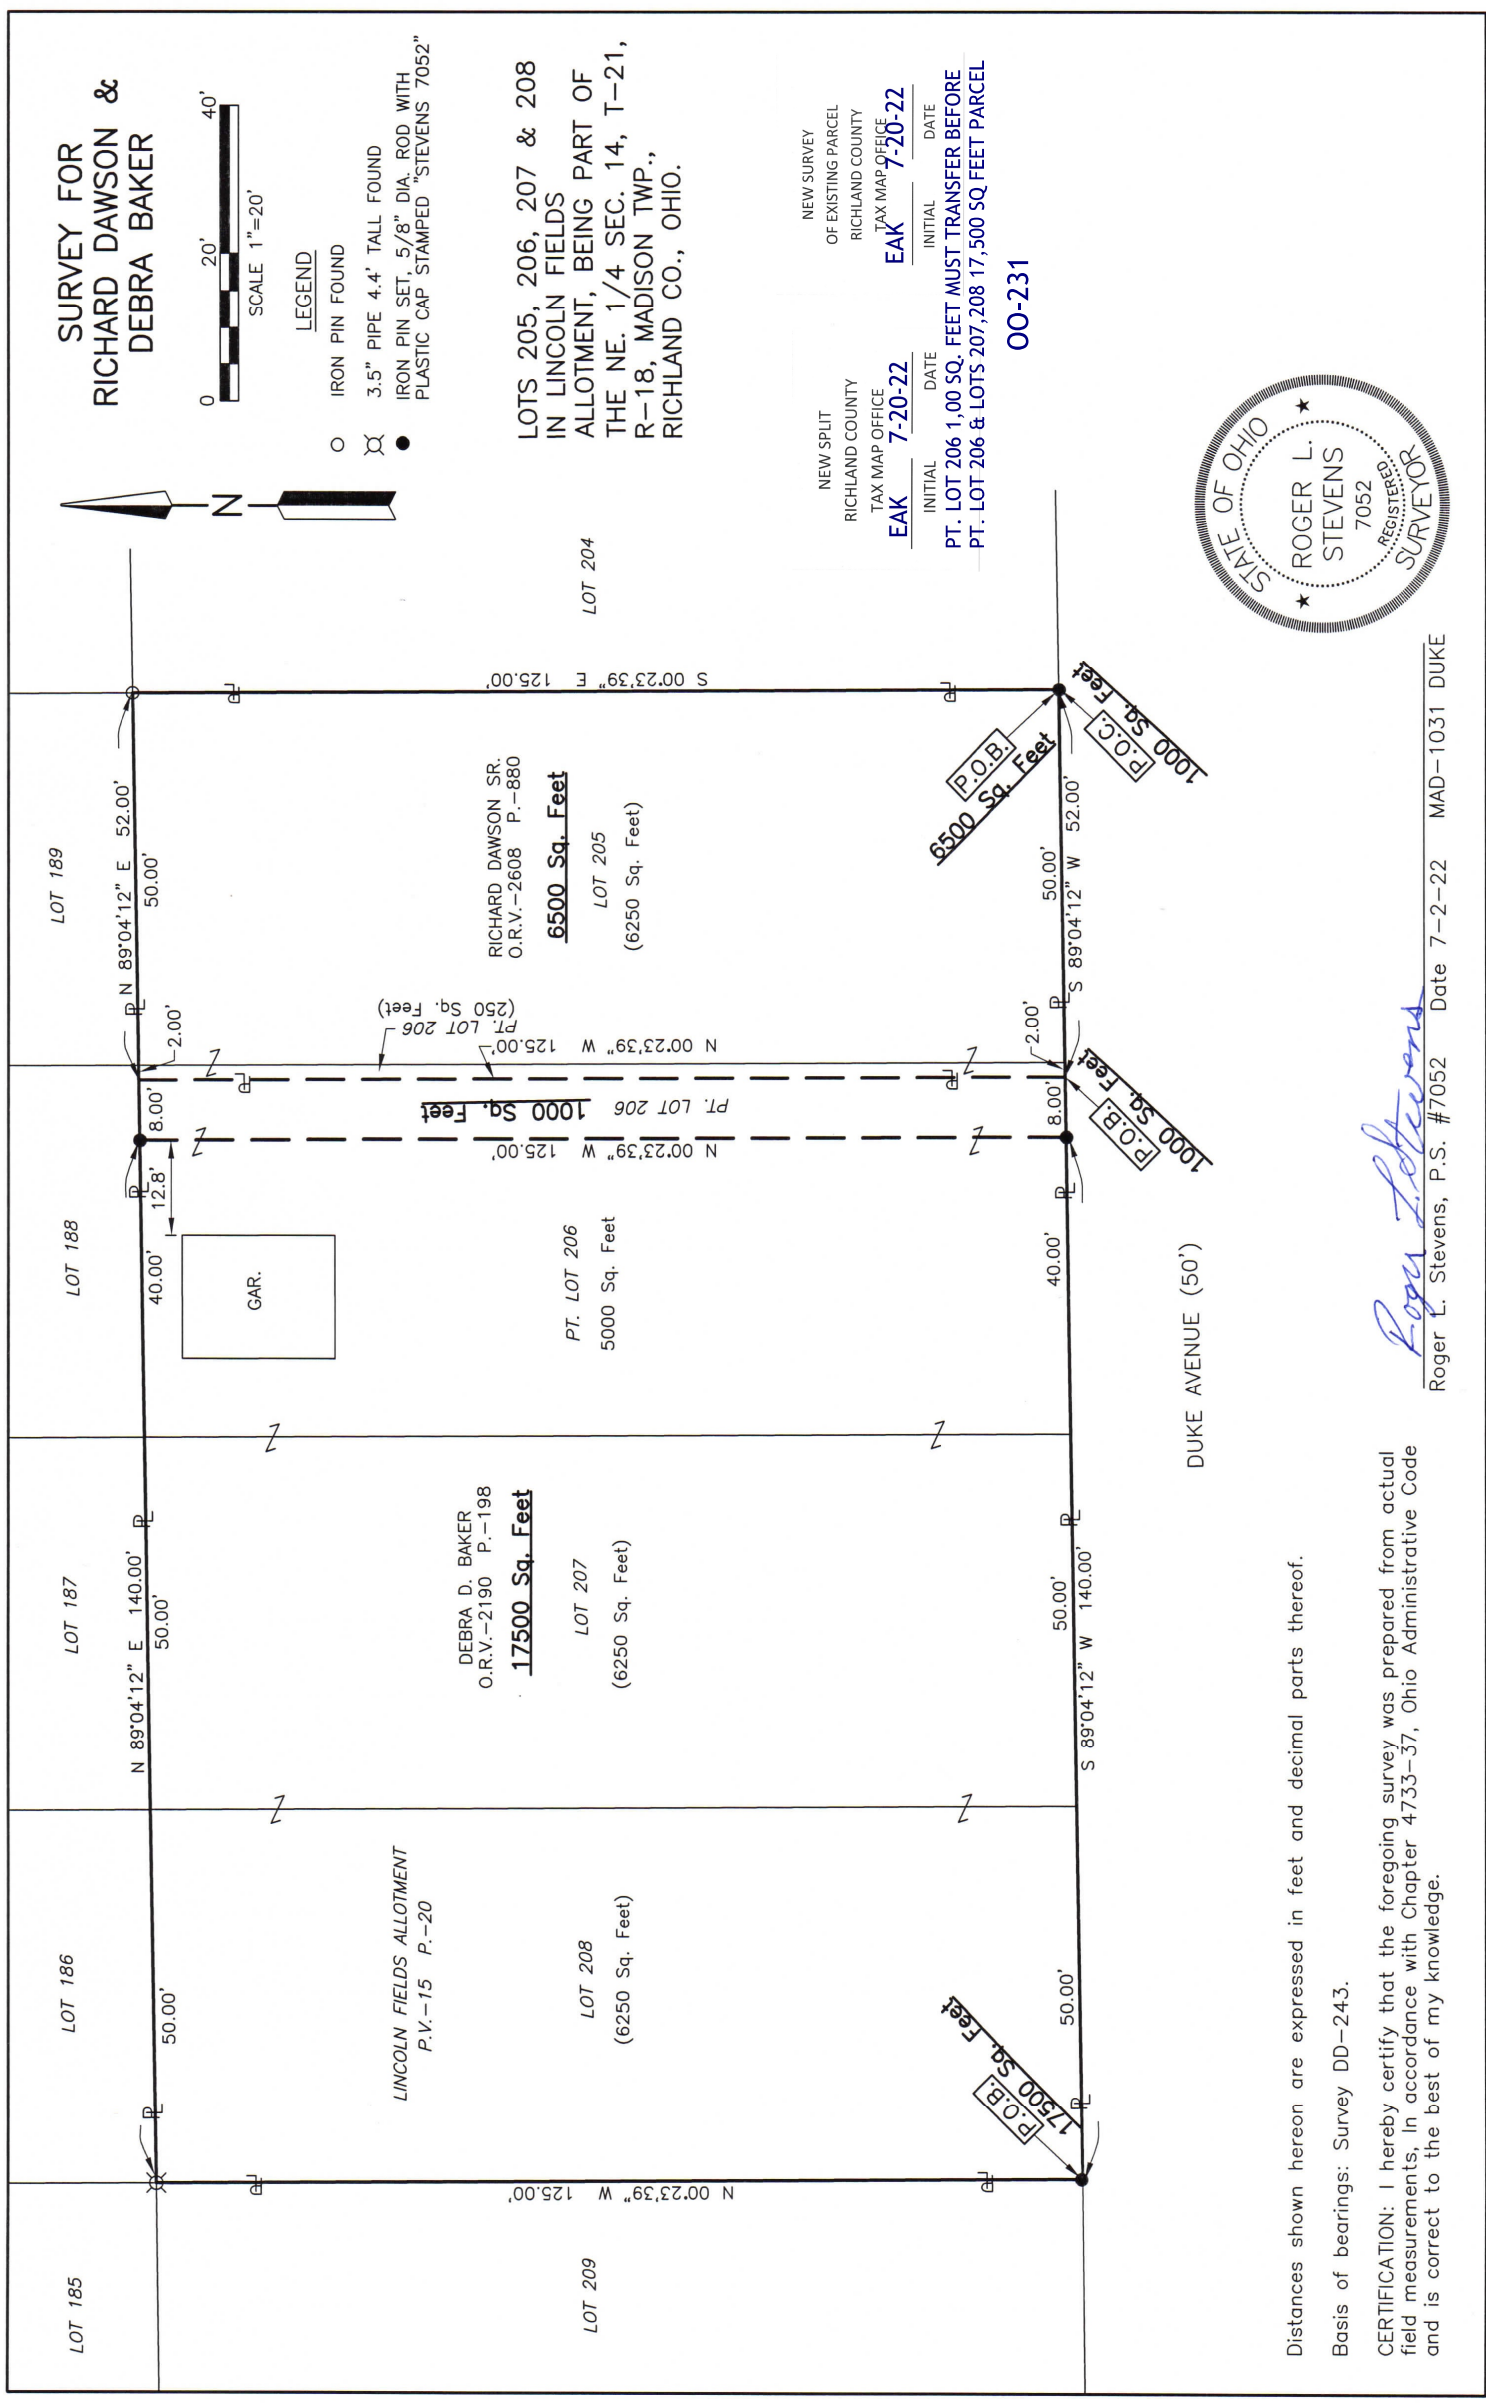 SURVEY FOR
RICHARD DAWSON &
DEBRA BAKER
0 20' 40'
SCALE 1"=20'
LEGEND
IRON PIN FOUND
3.5" PIPE 4.4' TALL FOUND
IRON PIN SET, 5/8" DIA. ROD WITH
PLASTIC CAP STAMPED "STEVENS 7052"
N
LOTS 205, 206, 207 & 208
IN LINCOLN FIELDS
ALLOTMENT, BEING PART OF
THE NE. 1/4 SEC. 14, T-21,
R-18, MADISON TWP.,
RICHLAND CO., OHIO.
NEW SPLIT
RICHLAND COUNTY
TAX MAP OFFICE
EAK 7-20-22
INITIAL DATE
NEW SURVEY
OF EXISTING PARCEL
RICHLAND COUNTY
TAX MAP OFFICE
EAK 7-20-22
INITIAL DATE
PT. LOT 206 1,00 SQ. FEET MUST TRANSFER BEFORE
PT. LOT 206 & LOTS 207,208 17,500 SQ FEET PARCEL
OO-231
STATE OF OHIO
ROGER L.
STEVENS
7052
REGISTERED
SURVEYOR
LOT 185
LOT 186
LOT 187
LOT 188
LOT 189
N 89°04'12" E 140.00'
N 89°04'12" E 52.00'
50.00'
50.00'
40.00'
12.8'
8.00'
2.00'
50.00'
PL
PL
PL
PL
GAR.
LINCOLN FIELDS ALLOTMENT
P.V.-15 P.-20
DEBRA D. BAKER
O.R.V.-2190 P.-198
17500 Sq. Feet
RICHARD DAWSON SR.
O.R.V.-2608 P.-880
6500 Sq. Feet
LOT 209
LOT 208
(6250 Sq. Feet)
LOT 207
(6250 Sq. Feet)
PT. LOT 206
5000 Sq. Feet
PT. LOT 206
1000 Sq. Feet
PT. LOT 206
(250 Sq. Feet)
LOT 205
(6250 Sq. Feet)
LOT 204
N 00°23'39" W 125.00'
N 00°23'39" W 125.00'
N 00°23'39" W 125.00'
S 00°23'39" E 125.00'
PL
PL
PL
PL
PL
PL
P.O.B.
17500 Sq. Feet
P.O.B.
6500 Sq. Feet
50.00'
50.00'
40.00'
8.00'
2.00'
50.00'
PL
PL
PL
PL
S 89°04'12" W 140.00'
S 89°04'12" W 52.00'
P.O.B.
1000 Sq. Feet
P.O.C.
1000 Sq. Feet
DUKE AVENUE (50')
Distances shown hereon are expressed in feet and decimal parts thereof.
Basis of bearings: Survey DD-243.
CERTIFICATION: I hereby certify that the foregoing survey was prepared from actual
field measurements, In accordance with Chapter 4733-37, Ohio Administrative Code
and is correct to the best of my knowledge.
Roger L. Stevens
Roger L. Stevens, P.S. #7052 Date 7-2-22 MAD-1031 DUKE